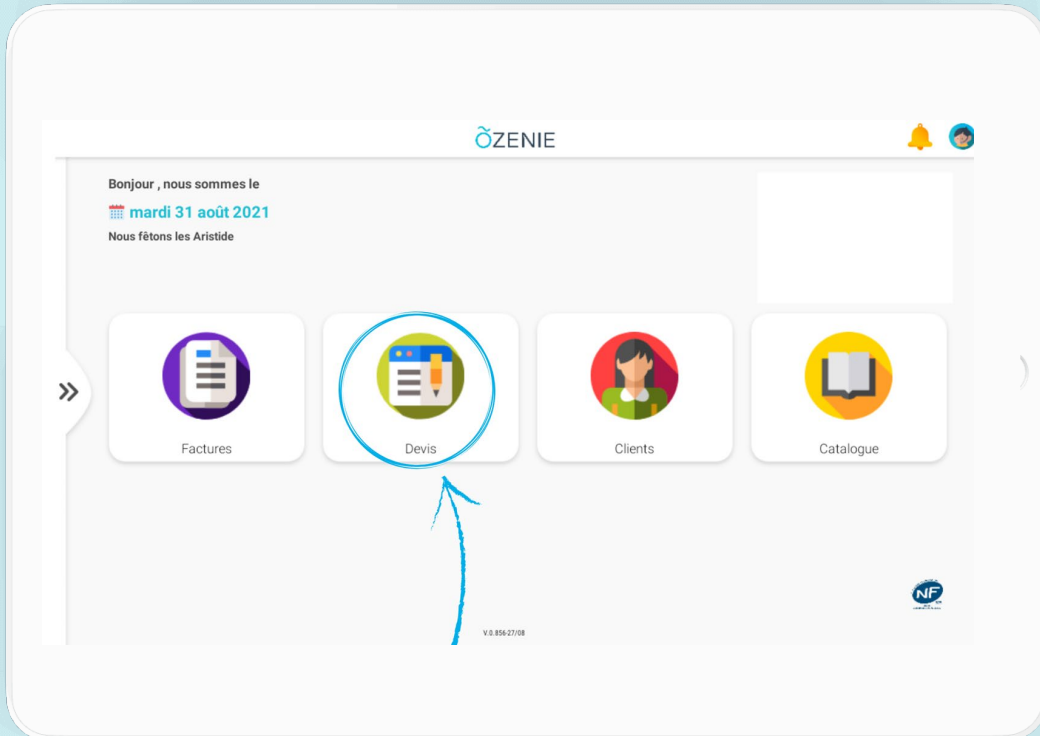 õZENIE
Bonjour , nous sommes le
mardi 31 août 2021
Nous fêtons les Aristide
Factures
Devis
Clients
Catalogue
NF
V.0.856-27/08